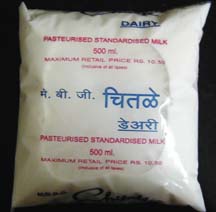 DAIRY
PASTEURISED STANDARDISED MILK
500 ml.
MAXIMUM RETAIL PRICE RS. 10.50
(Inclusive of all taxes)
मे. बी. जी. चितळे
डेअरी
PASTEURISED STANDARDISED MILK
500 ml.
MAXIMUM RETAIL PRICE RS. 10.50
(Inclusive of all taxes)